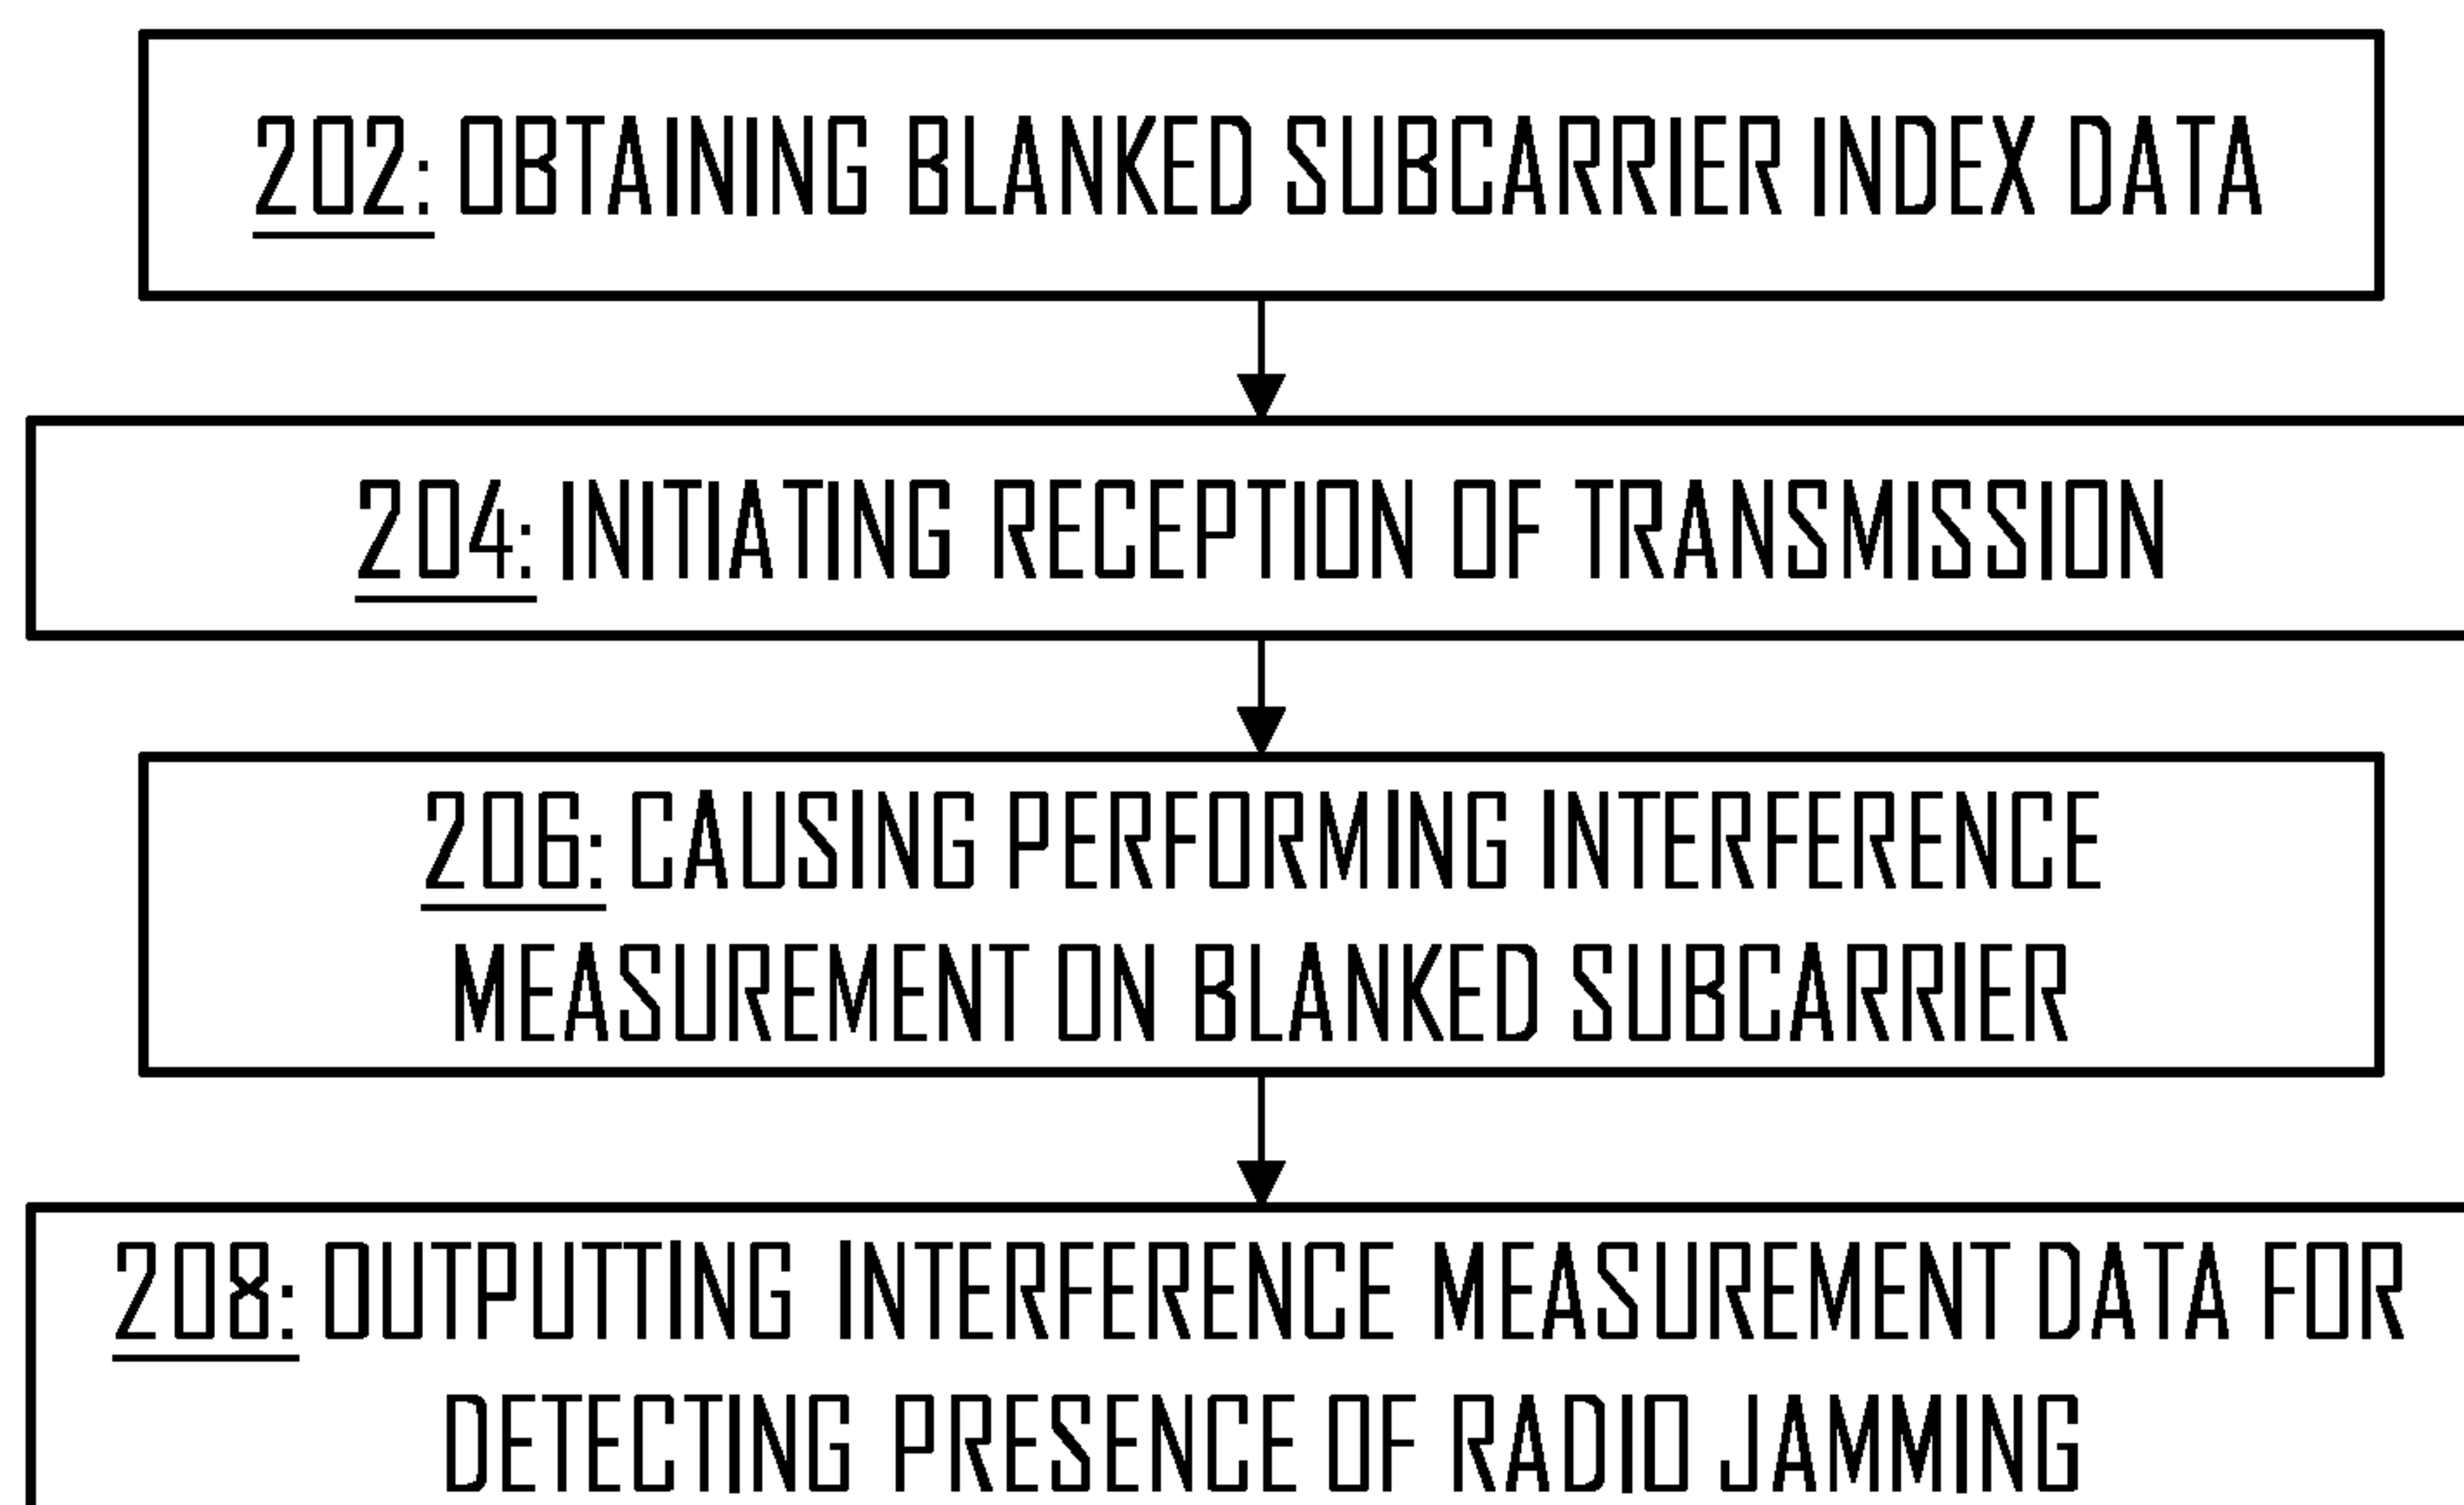 202: OBTAINING BLANKED SUBCARRIER INDEX DATA
204: INITIATING RECEPTION OF TRANSMISSION
206: CAUSING PERFORMING INTERFERENCE
MEASUREMENT ON BLANKED SUBCARRIER
208: OUTPUTTING INTERFERENCE MEASUREMENT DATA FOR
DETECTING PRESENCE OF RADIO JAMMING